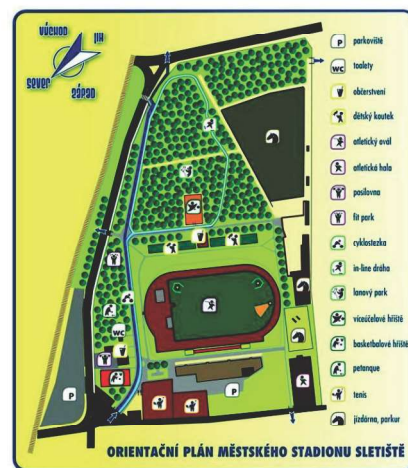 VÚCHOD
JIH
SEVER
ZÁPAD
P
parkoviště
WC
toalety
občerstvení
dětský koutek
atletický ovál
atletická hala
posilovna
fit park
cyklostezka
in-line dráha
lanový park
víceúčelové hřiště
basketbalové hřiště
petanque
tenis
jízdárna, parkur
WC
P
P
ORIENTAČNÍ PLÁN MĚSTSKÉHO STADIONU SLETIŠTĚ